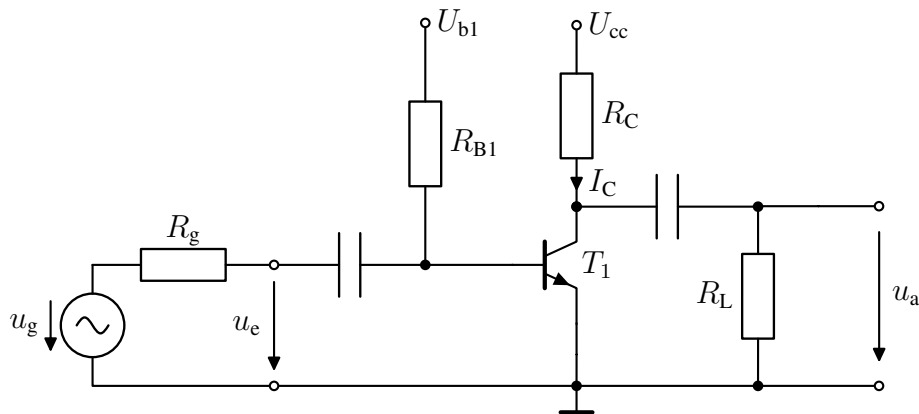 U_b1
U_cc
R_B1
R_C
I_C
R_g
T_1
u_g
u_e
R_L
u_a